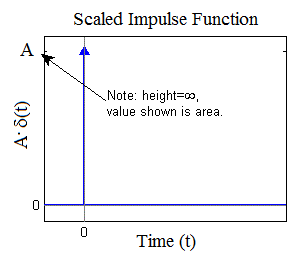 Scaled Impulse Function
A
Note: height=∞,
value shown is area.
A· δ(t)
0
0
Time (t)